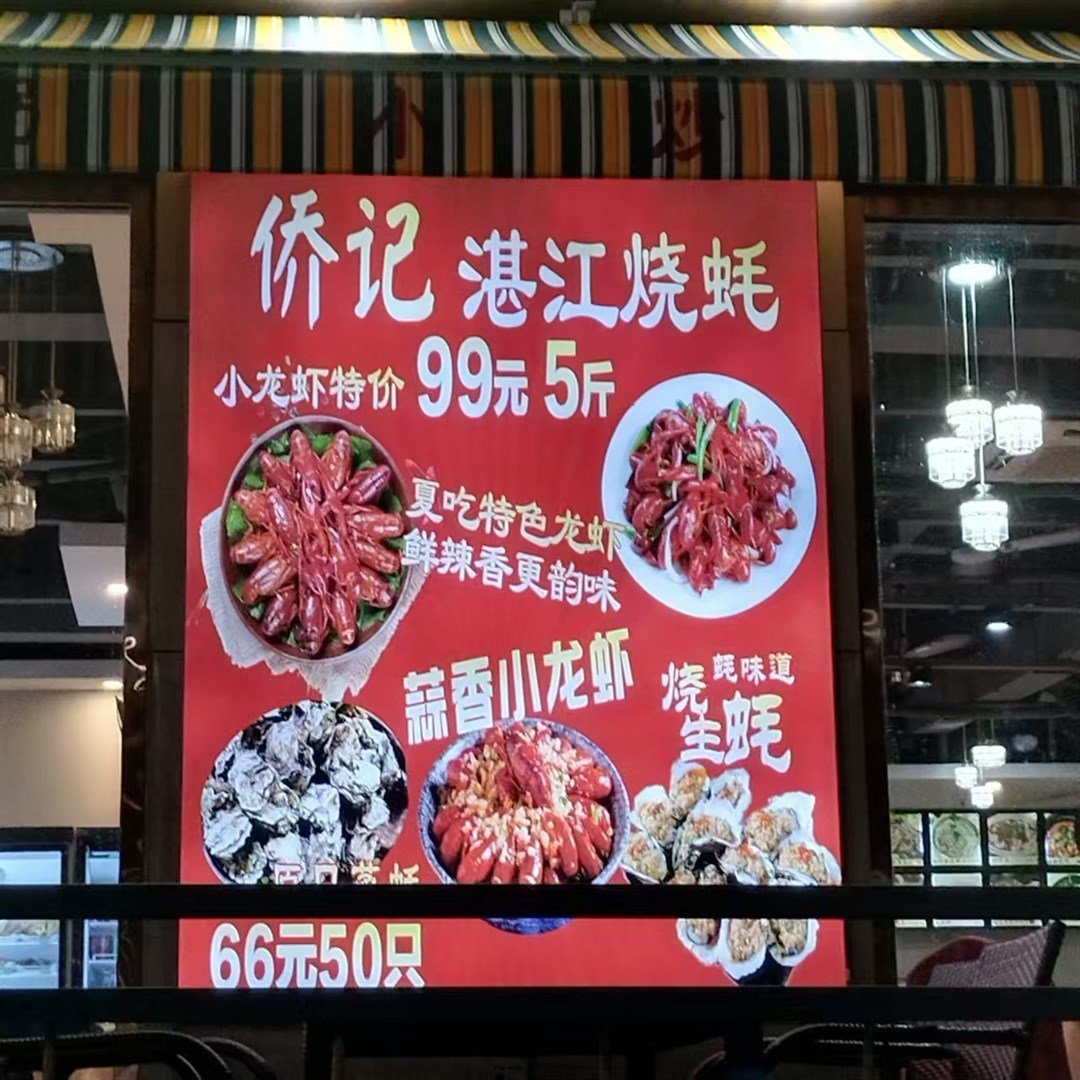 小炒
侨记 湛江烧蚝
小龙虾特价 99元 5斤
夏吃特色龙虾
鲜辣香更韵味
蒜香小龙虾
蚝味道
烧生蚝
66元50只